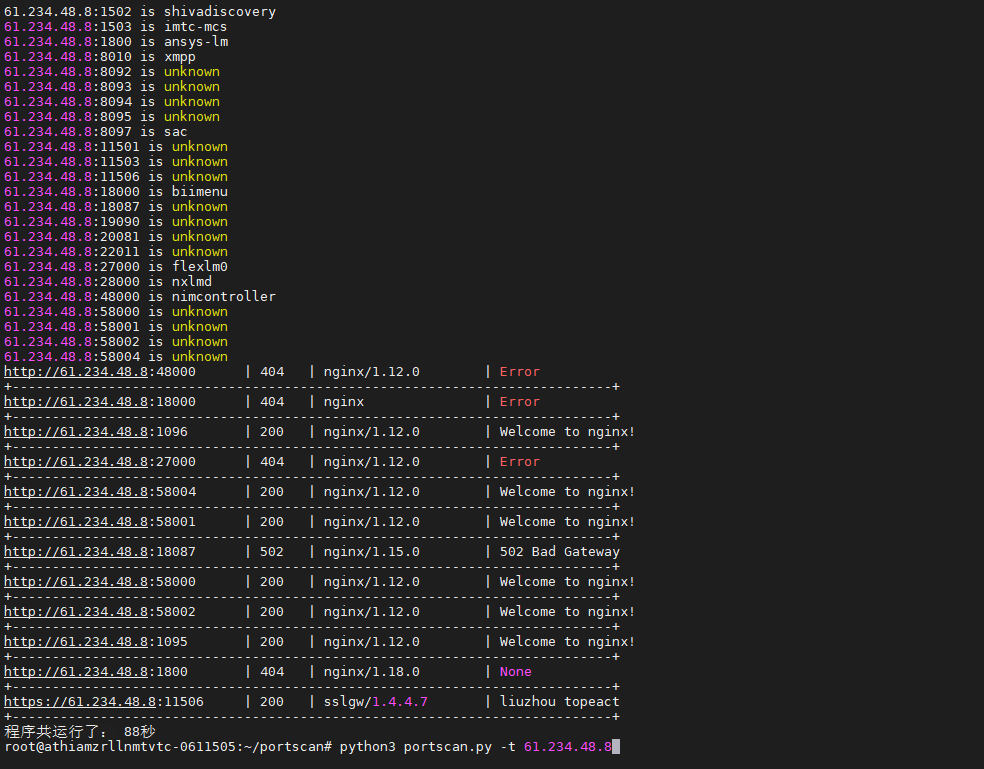 61.234.48.8:1502 is shivadiscovery
61.234.48.8:1503 is imtc-mcs
61.234.48.8:1800 is ansys-lm
61.234.48.8:8010 is xmpp
61.234.48.8:8092 is unknown
61.234.48.8:8093 is unknown
61.234.48.8:8094 is unknown
61.234.48.8:8095 is unknown
61.234.48.8:8097 is sac
61.234.48.8:11501 is unknown
61.234.48.8:11503 is unknown
61.234.48.8:11506 is unknown
61.234.48.8:18000 is biimenu
61.234.48.8:18087 is unknown
61.234.48.8:19090 is unknown
61.234.48.8:20081 is unknown
61.234.48.8:22011 is unknown
61.234.48.8:27000 is flexlm0
61.234.48.8:28000 is nxlmd
61.234.48.8:48000 is nimcontroller
61.234.48.8:58000 is unknown
61.234.48.8:58001 is unknown
61.234.48.8:58002 is unknown
61.234.48.8:58004 is unknown
http://61.234.48.8:48000      | 404   | nginx/1.12.0        | Error
+---------------------------------------------------------------------------+
http://61.234.48.8:18000      | 404   | nginx               | Error
+---------------------------------------------------------------------------+
http://61.234.48.8:1096       | 200   | nginx/1.12.0        | Welcome to nginx!
+---------------------------------------------------------------------------+
http://61.234.48.8:27000      | 404   | nginx/1.12.0        | Error
+---------------------------------------------------------------------------+
http://61.234.48.8:58004      | 200   | nginx/1.12.0        | Welcome to nginx!
+---------------------------------------------------------------------------+
http://61.234.48.8:58001      | 200   | nginx/1.12.0        | Welcome to nginx!
+---------------------------------------------------------------------------+
http://61.234.48.8:18087      | 502   | nginx/1.15.0        | 502 Bad Gateway
+---------------------------------------------------------------------------+
http://61.234.48.8:58000      | 200   | nginx/1.12.0        | Welcome to nginx!
+---------------------------------------------------------------------------+
http://61.234.48.8:58002      | 200   | nginx/1.12.0        | Welcome to nginx!
+---------------------------------------------------------------------------+
http://61.234.48.8:1095       | 200   | nginx/1.12.0        | Welcome to nginx!
+---------------------------------------------------------------------------+
http://61.234.48.8:1800       | 404   | nginx/1.18.0        | None
+---------------------------------------------------------------------------+
https://61.234.48.8:11506     | 200   | sslgw/1.4.4.7       | liuzhou topeact
+---------------------------------------------------------------------------+
程序共运行了： 88秒
root@athiamzrllnmtvtc-0611505:~/portscan# python3 portscan.py -t 61.234.48.8